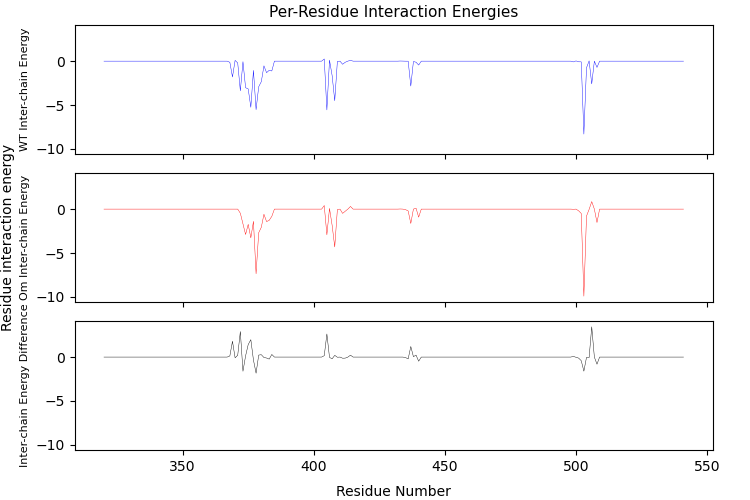 Per-Residue Interaction Energies
WT Inter-chain Energy
0
−5
−10
Residue interaction energy
Om Inter-chain Energy
0
−5
−10
Inter-chain Energy Difference
0
−5
−10
350 400 450 500 550
Residue Number